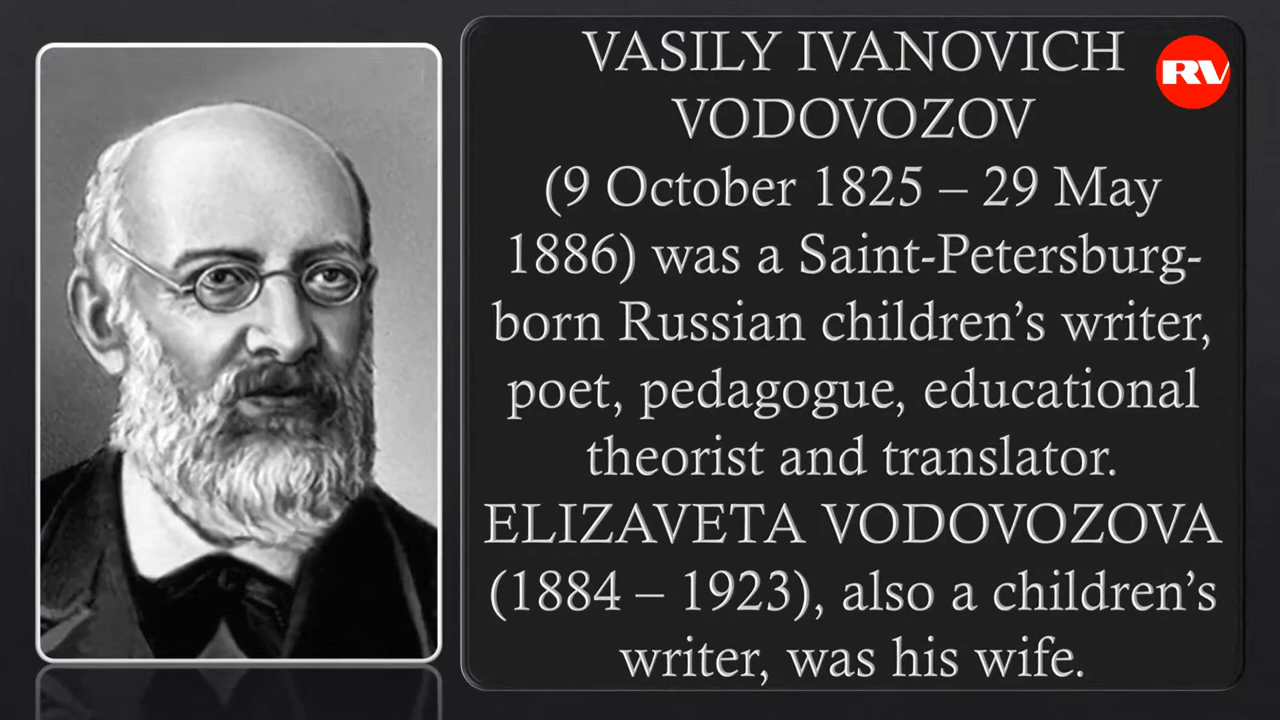 VASILY IVANOVICH
VODOVOZOV
(9 October 1825 – 29 May
1886) was a Saint-Petersburg-
born Russian children’s writer,
poet, pedagogue, educational
theorist and translator.
ELIZAVETA VODOVOZOVA
(1884 – 1923), also a children’s
writer, was his wife.
RV